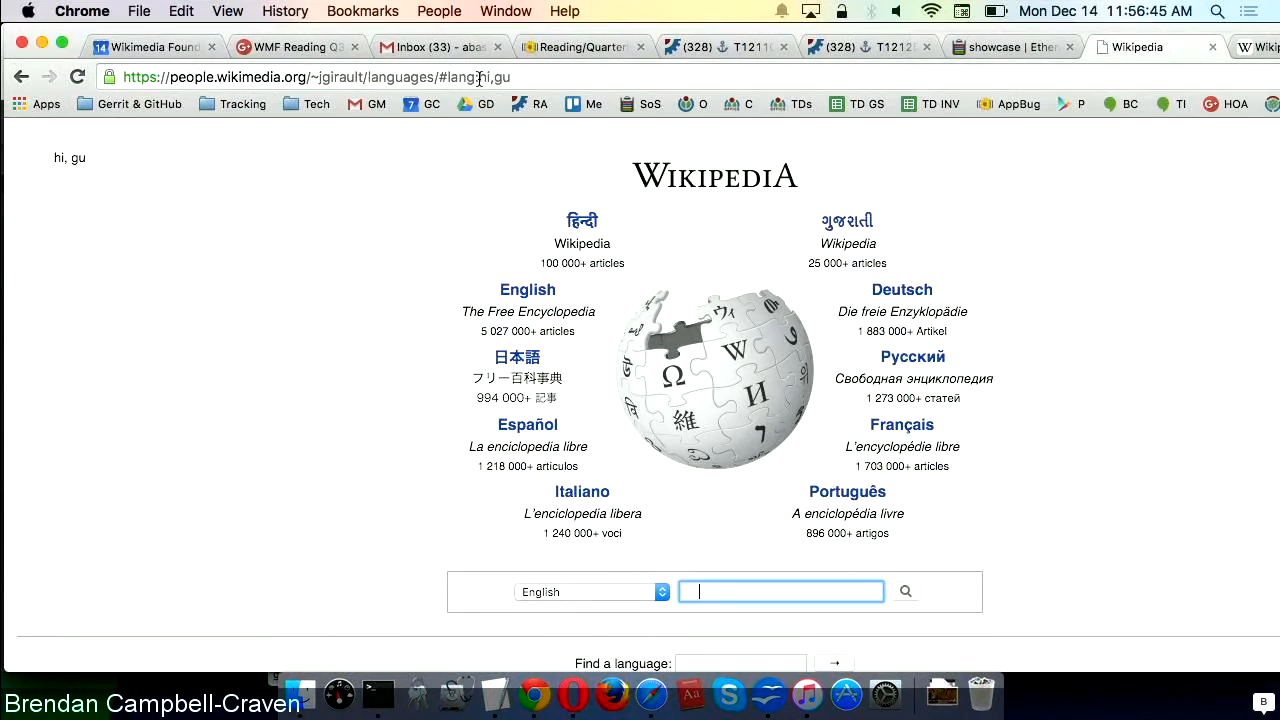 Chrome File Edit View History Bookmarks People Window Help Mon Dec 14 11:56:45 AM
14 Wikimedia Found WMF Reading Q3 Inbox (33) - abas Reading/Quarter (328) T1211 (328) T1212 showcase | Ether Wikipedia Wikip
https://people.wikimedia.org/~jgirault/languages/#lang:hi,gu
Apps Gerrit & GitHub Tracking Tech GM 7 GC GD RA Me SoS O C TDs TD GS TD INV AppBug P BC TI HOA
hi, gu
WIKIPEDIA
हिन्दी ગુજરાતી
Wikipedia Wikipedia
100 000+ articles 25 000+ articles
English Deutsch
The Free Encyclopedia Die freie Enzyklopädie
5 027 000+ articles 1 883 000+ Artikel
日本語 Русский
フリー百科事典 Свободная энциклопедия
994 000+ 記事 1 273 000+ статей
Español Français
La enciclopedia libre L'encyclopédie libre
1 218 000+ artículos 1 703 000+ articles
Italiano Português
L'enciclopedia libera A enciclopédia livre
1 240 000+ voci 896 000+ artigos
Ω W И 維 ウィ
English
Find a language: →
Brendan Campbell-Craven
B